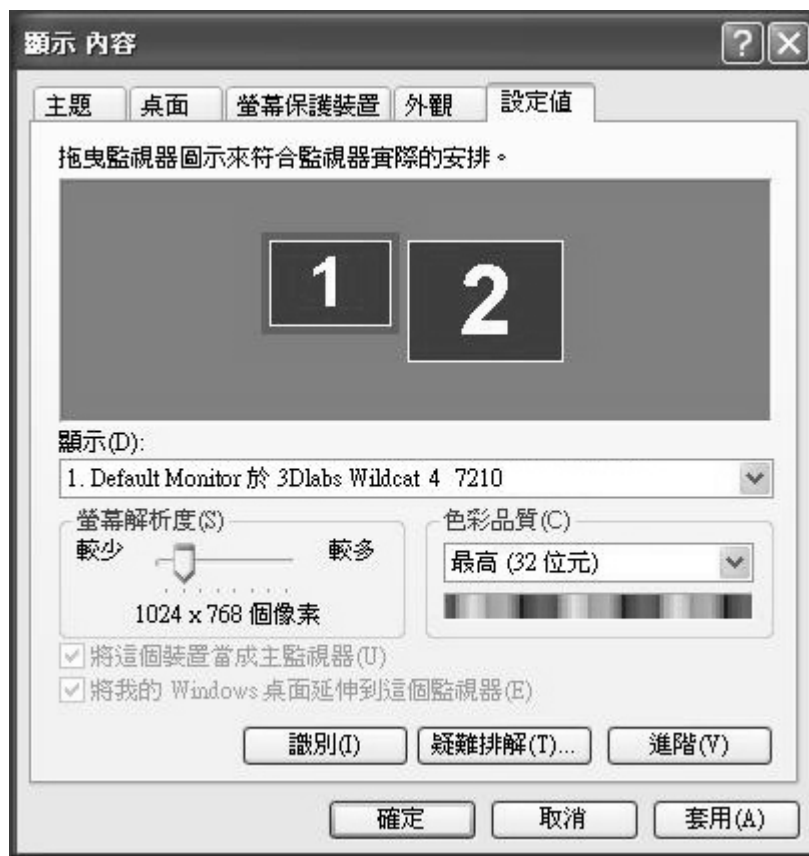 顯示 內容
主題 桌面 螢幕保護裝置 外觀 設定值
拖曳監視器圖示來符合監視器實際的安排。
1 2
顯示(D):
1. Default Monitor 於 3Dlabs Wildcat 4 7210
螢幕解析度(S) 色彩品質(C)
較少 較多 最高 (32 位元)
1024 x 768 個像素
將這個裝置當成主監視器(U)
將我的 Windows 桌面延伸到這個監視器(E)
識別(I) 疑難排解(T)... 進階(V)
確定 取消 套用(A)